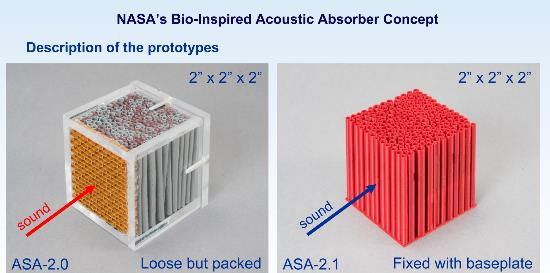 NASA's Bio-Inspired Acoustic Absorber Concept
Description of the prototypes
2" x 2" x 2"
sound
ASA-2.0 Loose but packed
2" x 2" x 2"
sound
ASA-2.1 Fixed with baseplate